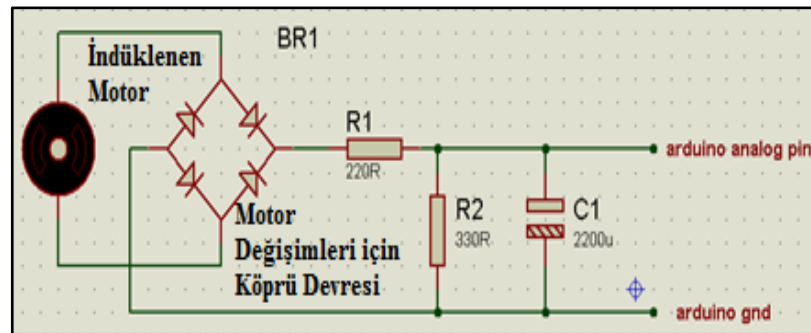 İndüklenen
Motor
BR1
R1
220R
arduino analog pin
R2
330R
C1
2200u
Motor
Değişimleri için
Köprü Devresi
arduino gnd